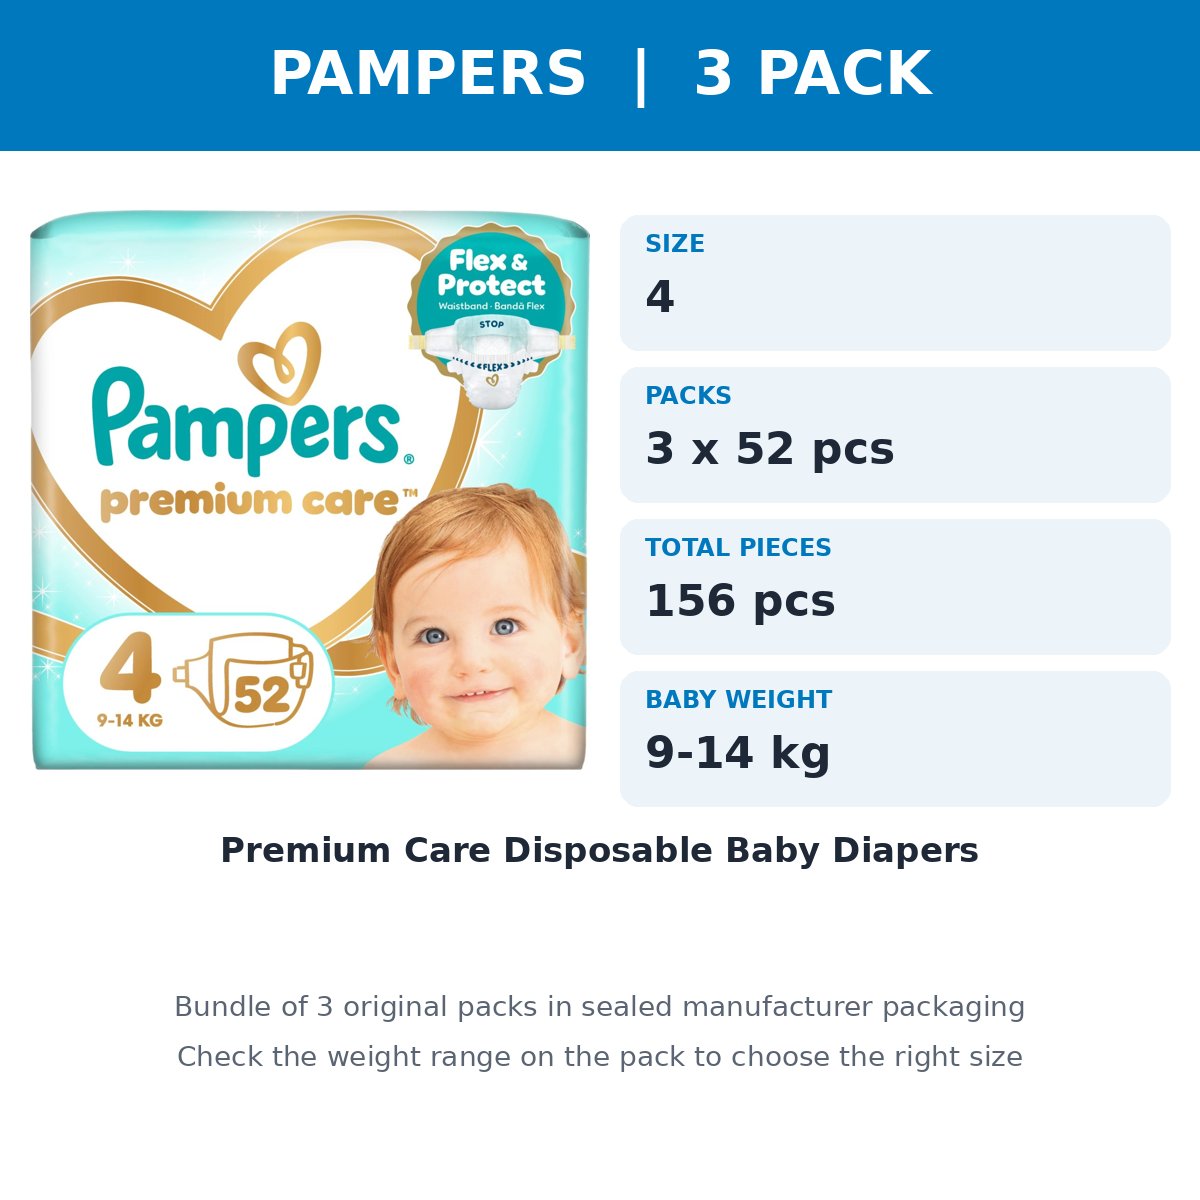 PAMPERS | 3 PACK
Flex &
Protect
Waistband · Bandă Flex
STOP
FLEX
Pampers®
premium care™
4
52
9-14 KG
SIZE
4
PACKS
3 x 52 pcs
TOTAL PIECES
156 pcs
BABY WEIGHT
9-14 kg
Premium Care Disposable Baby Diapers
Bundle of 3 original packs in sealed manufacturer packaging
Check the weight range on the pack to choose the right size